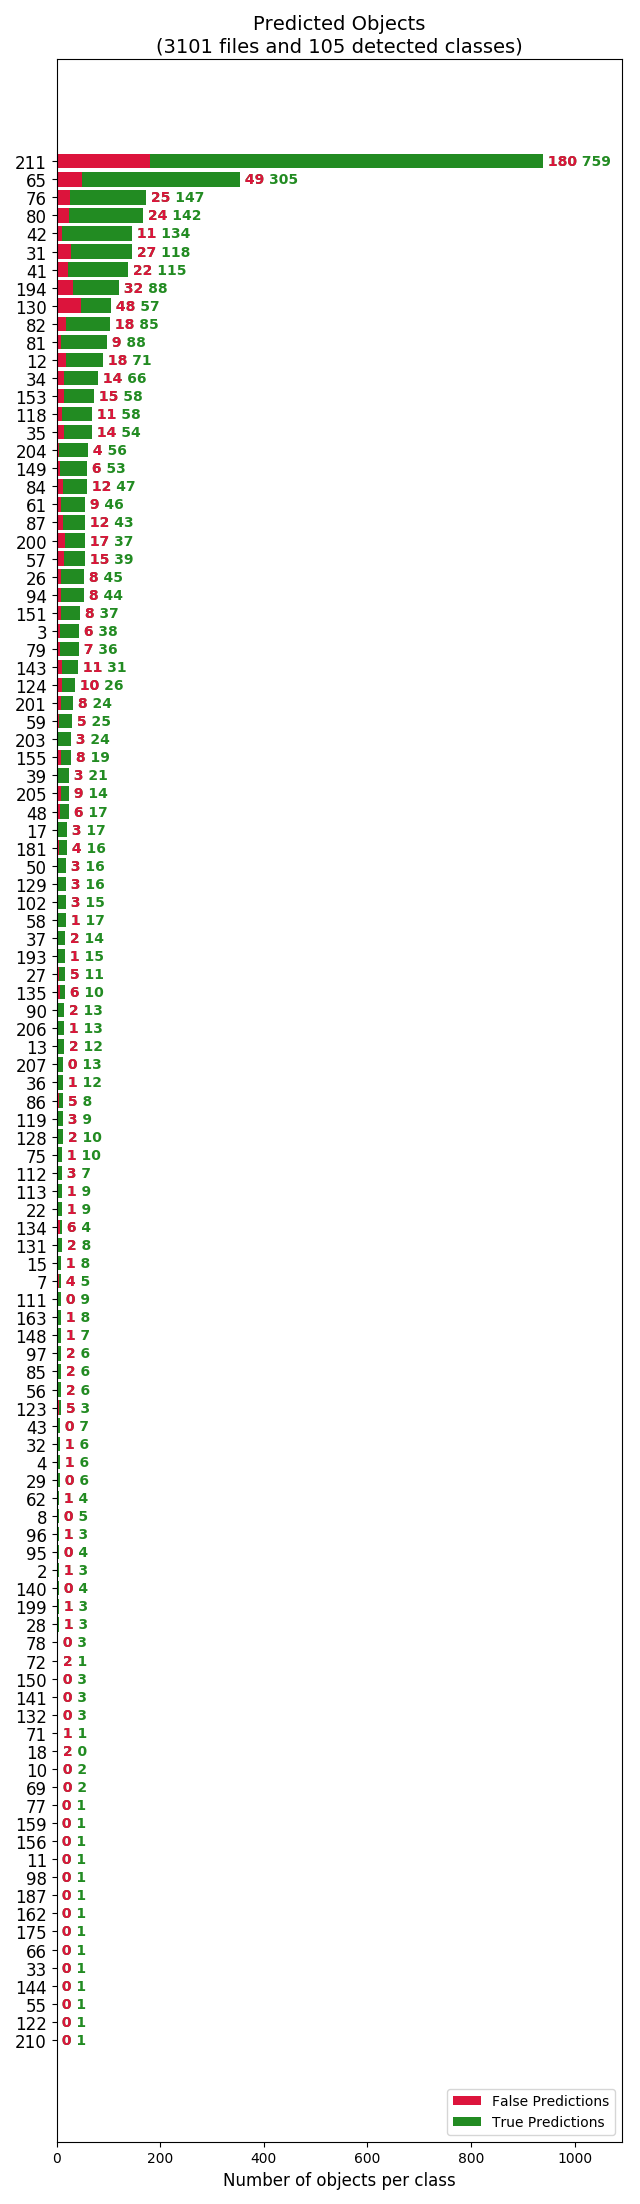 Predicted Objects
(3101 files and 105 detected classes)
211 180 759
65 49 305
76 25 147
80 24 142
42 11 134
31 27 118
41 22 115
194 32 88
130 48 57
82 18 85
81 9 88
12 18 71
34 14 66
153 15 58
118 11 58
35 14 54
204 4 56
149 6 53
84 12 47
61 9 46
87 12 43
200 17 37
57 15 39
26 8 45
94 8 44
151 8 37
3 6 38
79 7 36
143 11 31
124 10 26
201 8 24
59 5 25
203 3 24
155 8 19
39 3 21
205 9 14
48 6 17
17 3 17
181 4 16
50 3 16
129 3 16
102 3 15
58 1 17
37 2 14
193 1 15
27 5 11
135 6 10
90 2 13
206 1 13
13 2 12
207 0 13
36 1 12
86 5 8
119 3 9
128 2 10
75 1 10
112 3 7
113 1 9
22 1 9
134 6 4
131 2 8
15 1 8
7 4 5
111 0 9
163 1 8
148 1 7
97 2 6
85 2 6
56 2 6
123 5 3
43 0 7
32 1 6
4 1 6
29 0 6
62 1 4
8 0 5
96 1 3
95 0 4
2 1 3
140 0 4
199 1 3
28 1 3
78 0 3
72 2 1
150 0 3
141 0 3
132 0 3
71 1 1
18 2 0
10 0 2
69 0 2
77 0 1
159 0 1
156 0 1
11 0 1
98 0 1
187 0 1
162 0 1
175 0 1
66 0 1
33 0 1
144 0 1
55 0 1
122 0 1
210 0 1
False Predictions
True Predictions
0 200 400 600 800 1000
Number of objects per class